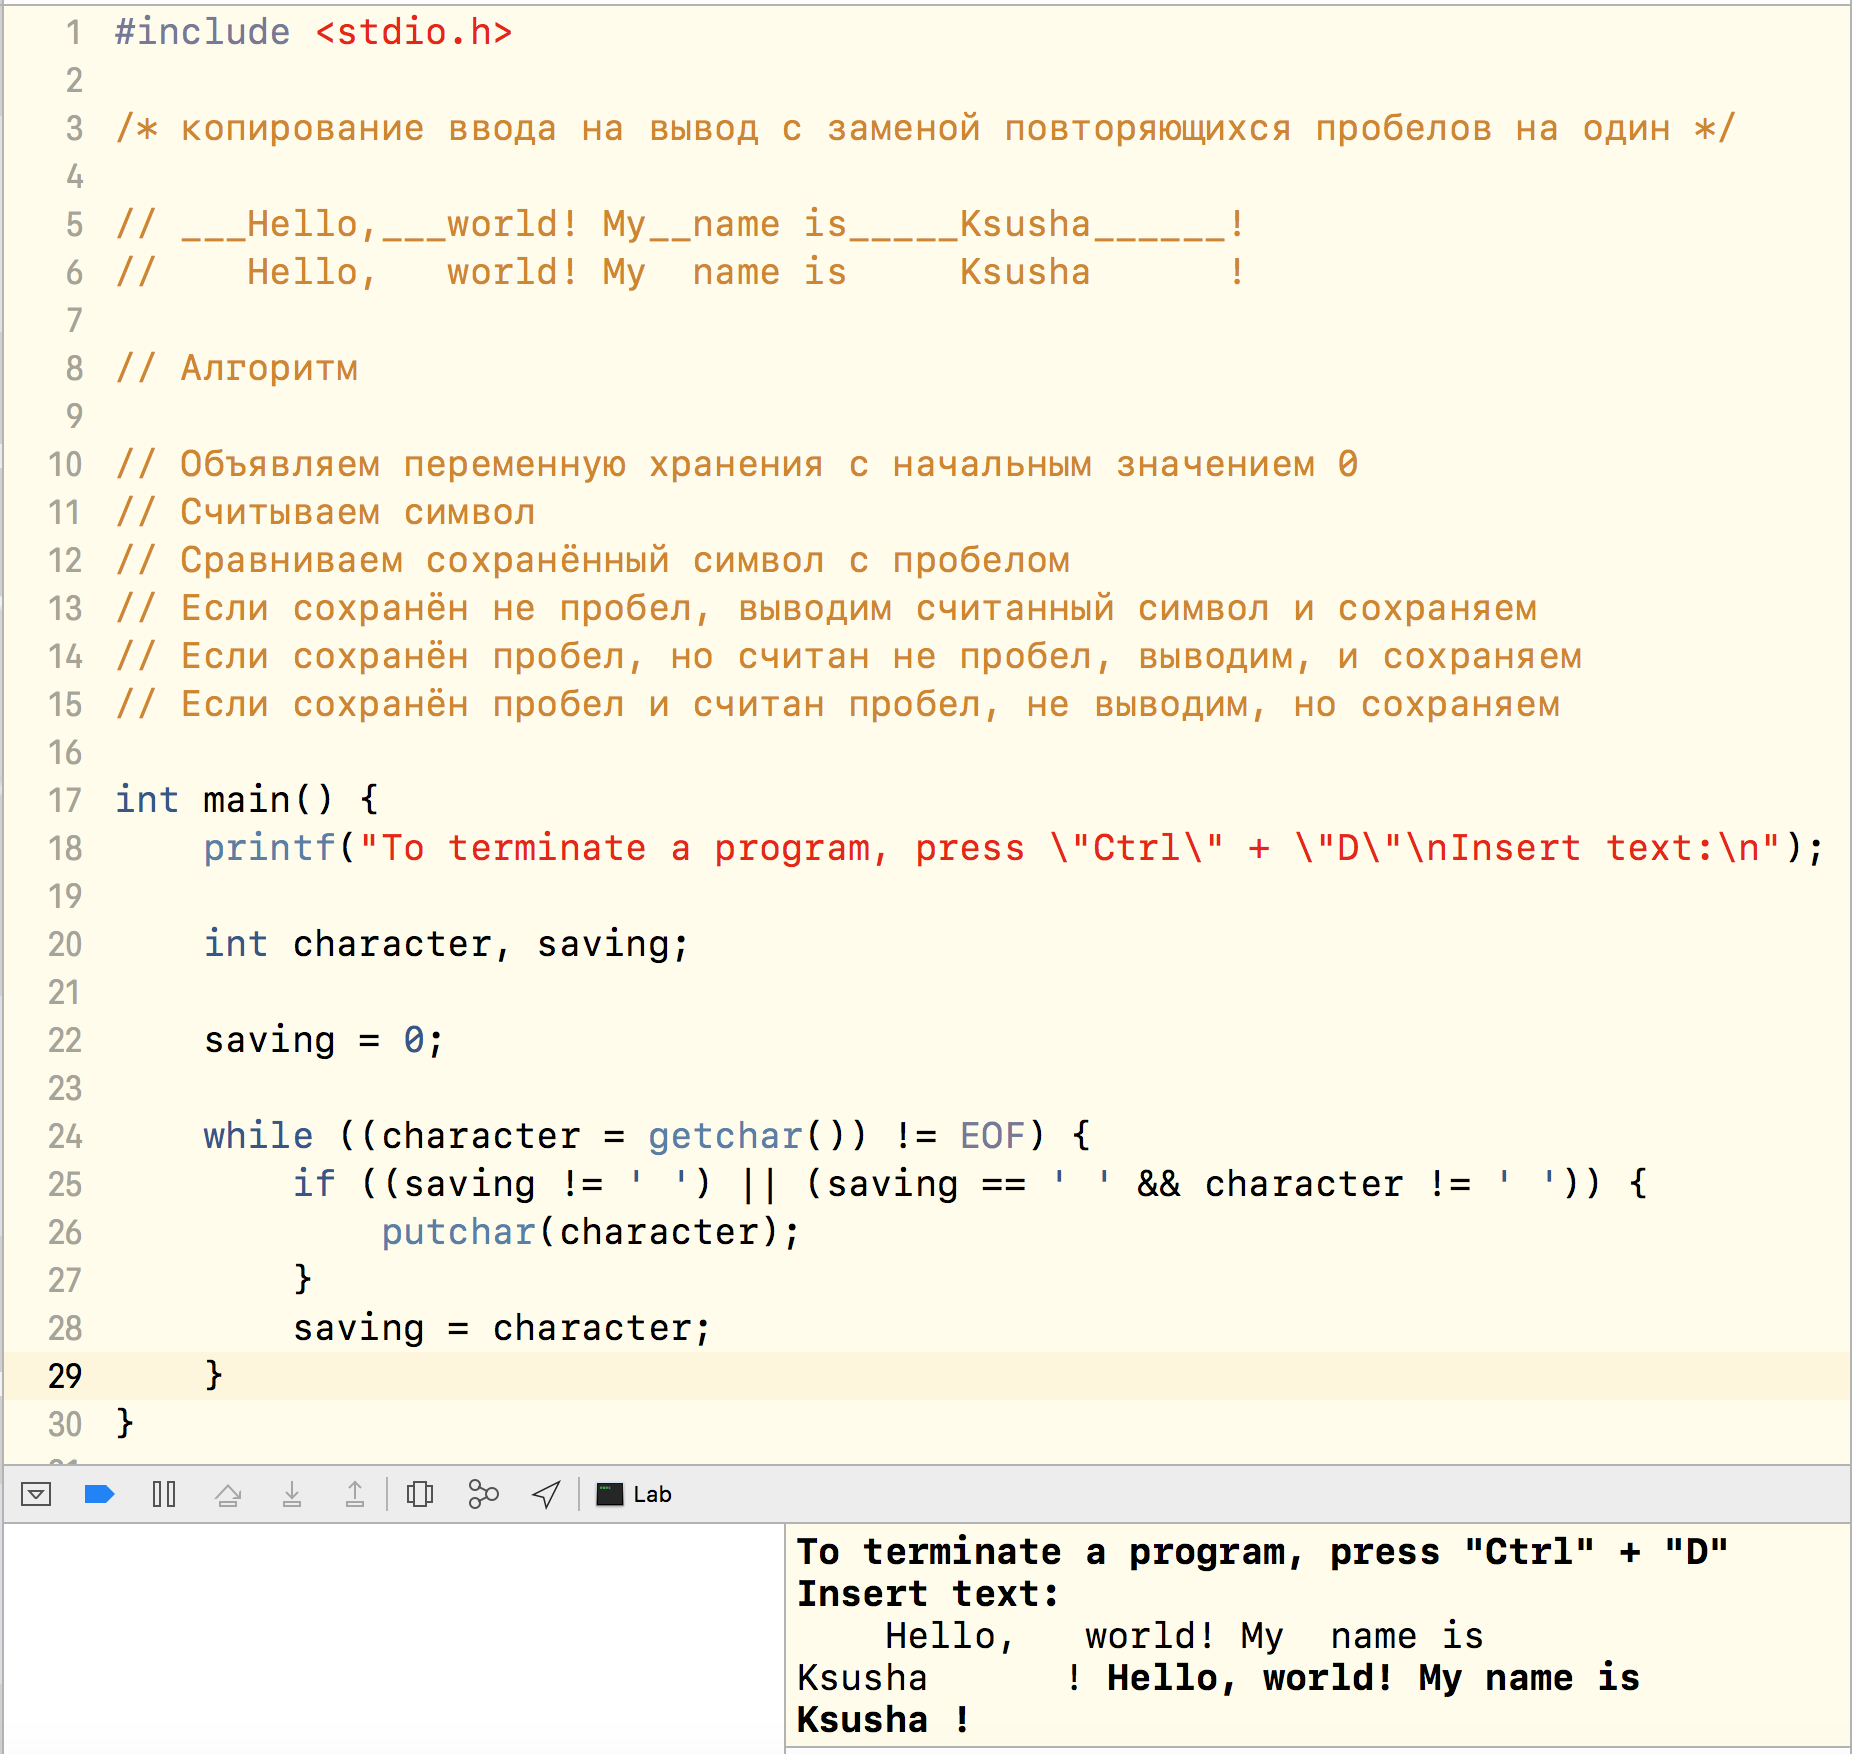 1 #include <stdio.h>
2
3 /* копирование ввода на вывод с заменой повторяющихся пробелов на один */
4
5 // ___Hello,___world! My__name is_____Ksusha______!
6 //    Hello,   world! My  name is     Ksusha      !
7
8 // Алгоритм
9
10 // Объявляем переменную хранения с начальным значением 0
11 // Считываем символ
12 // Сравниваем сохранённый символ с пробелом
13 // Если сохранён не пробел, выводим считанный символ и сохраняем
14 // Если сохранён пробел, но считан не пробел, выводим, и сохраняем
15 // Если сохранён пробел и считан пробел, не выводим, но сохраняем
16
17 int main() {
18     printf("To terminate a program, press \"Ctrl\" + \"D\"\nInsert text:\n");
19
20     int character, saving;
21
22     saving = 0;
23
24     while ((character = getchar()) != EOF) {
25         if ((saving != ' ') || (saving == ' ' && character != ' ')) {
26             putchar(character);
27         }
28         saving = character;
29     }
30 }
Lab
To terminate a program, press "Ctrl" + "D"
Insert text:
    Hello,   world! My  name is
Ksusha      ! Hello, world! My name is
Ksusha !